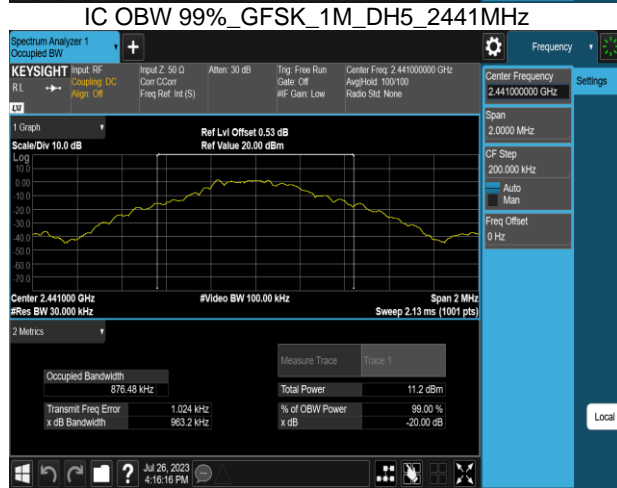 IC OBW 99%_GFSK_1M_DH5_2441MHz
Spectrum Analyzer 1
Occupied BW
Frequency
KEYSIGHT
RL
LXI
Input: RF
Coupling: DC
Align: Off
Input Z: 50 Ω
Corr CCorr
Freq Ref: Int (S)
Atten: 30 dB
Trig: Free Run
Gate: Off
#IF Gain: Low
Center Freq: 2.441000000 GHz
Avg|Hold: 100/100
Radio Std: None
Center Frequency
2.441000000 GHz
Settings
Span
2.0000 MHz
CF Step
200.000 kHz
Auto
Man
Freq Offset
0 Hz
1 Graph
Scale/Div 10.0 dB
Ref Lvl Offset 0.53 dB
Ref Value 20.00 dBm
Log
10.0
0.00
-10.0
-20.0
-30.0
-40.0
-50.0
-60.0
-70.0
Center 2.441000 GHz
#Video BW 100.00 kHz
Span 2 MHz
#Res BW 30.000 kHz
Sweep 2.13 ms (1001 pts)
2 Metrics
Measure Trace Trace 1
Occupied Bandwidth
876.48 kHz
Total Power 11.2 dBm
Transmit Freq Error 1.024 kHz
% of OBW Power 99.00 %
x dB Bandwidth 963.2 kHz
x dB -20.00 dB
Local
?
Jul 26, 2023
4:16:16 PM